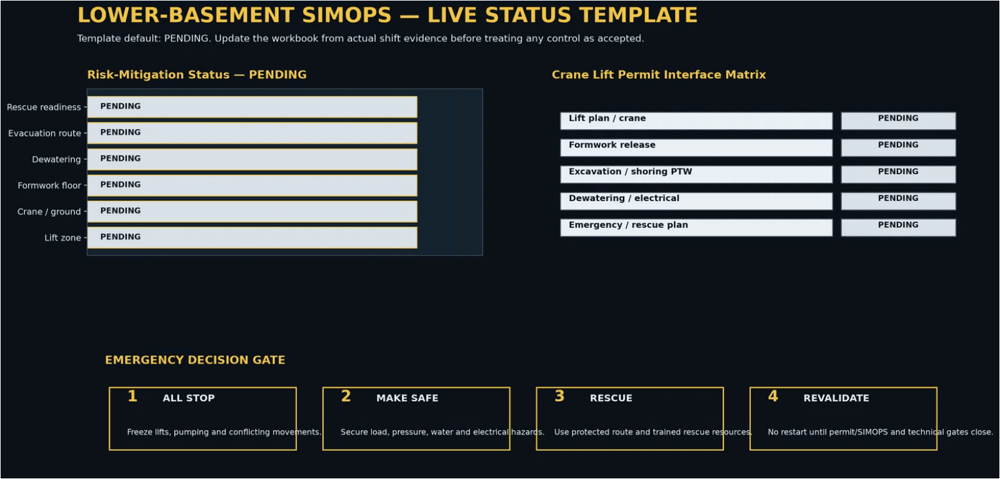 LOWER-BASEMENT SIMOPS — LIVE STATUS TEMPLATE
Template default: PENDING. Update the workbook from actual shift evidence before treating any control as accepted.
Risk-Mitigation Status — PENDING
Rescue readiness PENDING
Evacuation route PENDING
Dewatering PENDING
Formwork floor PENDING
Crane / ground PENDING
Lift zone PENDING
Crane Lift Permit Interface Matrix
Lift plan / crane PENDING
Formwork release PENDING
Excavation / shoring PTW PENDING
Dewatering / electrical PENDING
Emergency / rescue plan PENDING
EMERGENCY DECISION GATE
1 ALL STOP
Freeze lifts, pumping and conflicting movements.
2 MAKE SAFE
Secure load, pressure, water and electrical hazards.
3 RESCUE
Use protected route and trained rescue resources.
4 REVALIDATE
No restart until permit/SIMOPS and technical gates close.